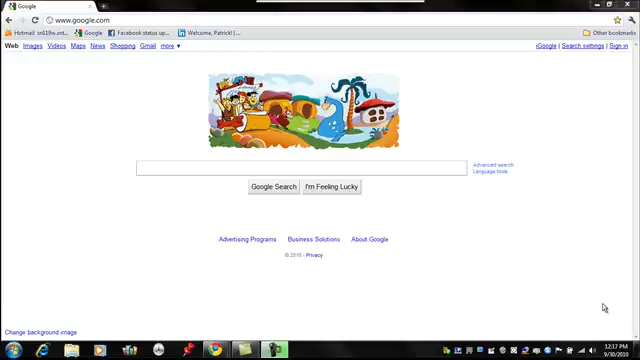 Google
www.google.com
Hotmail sn119w.snt... Google Facebook status up... Welcome, Patrick! | ... Other bookmarks
Web Images Videos Maps News Shopping Gmail more ▼ iGoogle | Search settings | Sign in
Advanced search
Language tools
Google Search I'm Feeling Lucky
Advertising Programs Business Solutions About Google
© 2010 - Privacy
Change background image
12:17 PM
9/30/2010